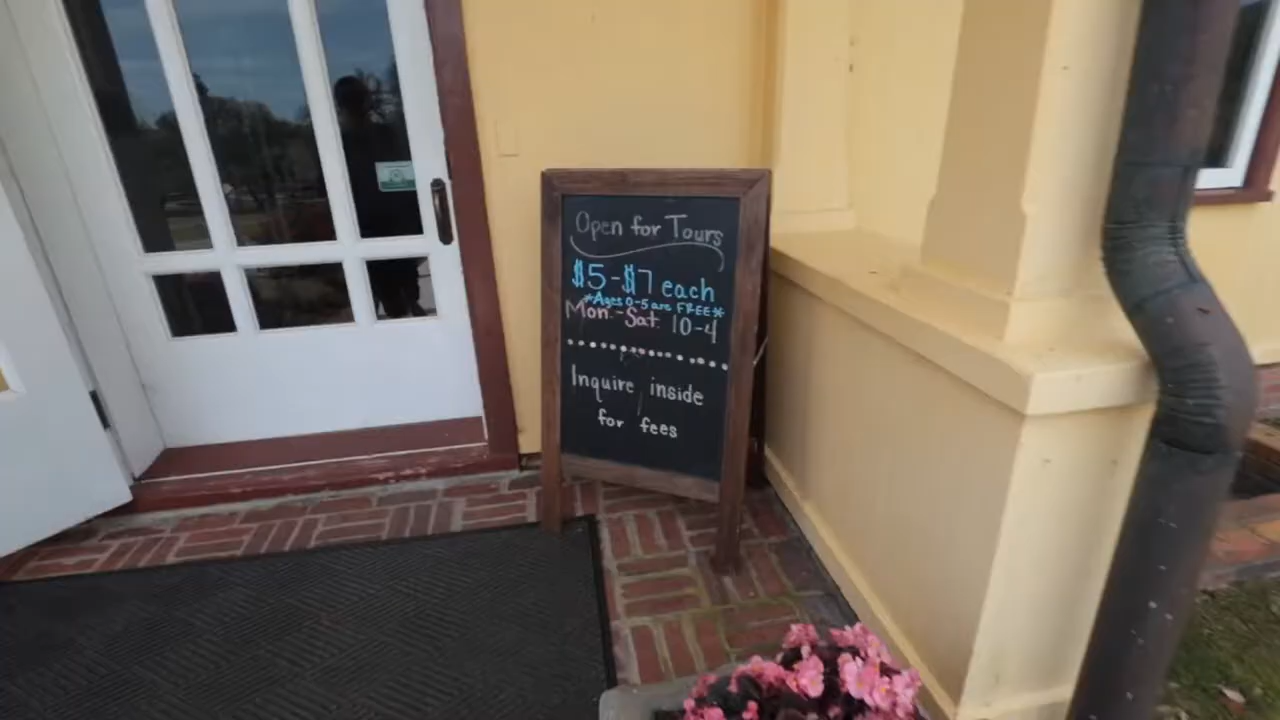 Open for Tours
$5-$7 each
*Ages 0-5 are FREE*
Mon.-Sat. 10-4
Inquire inside
for fees